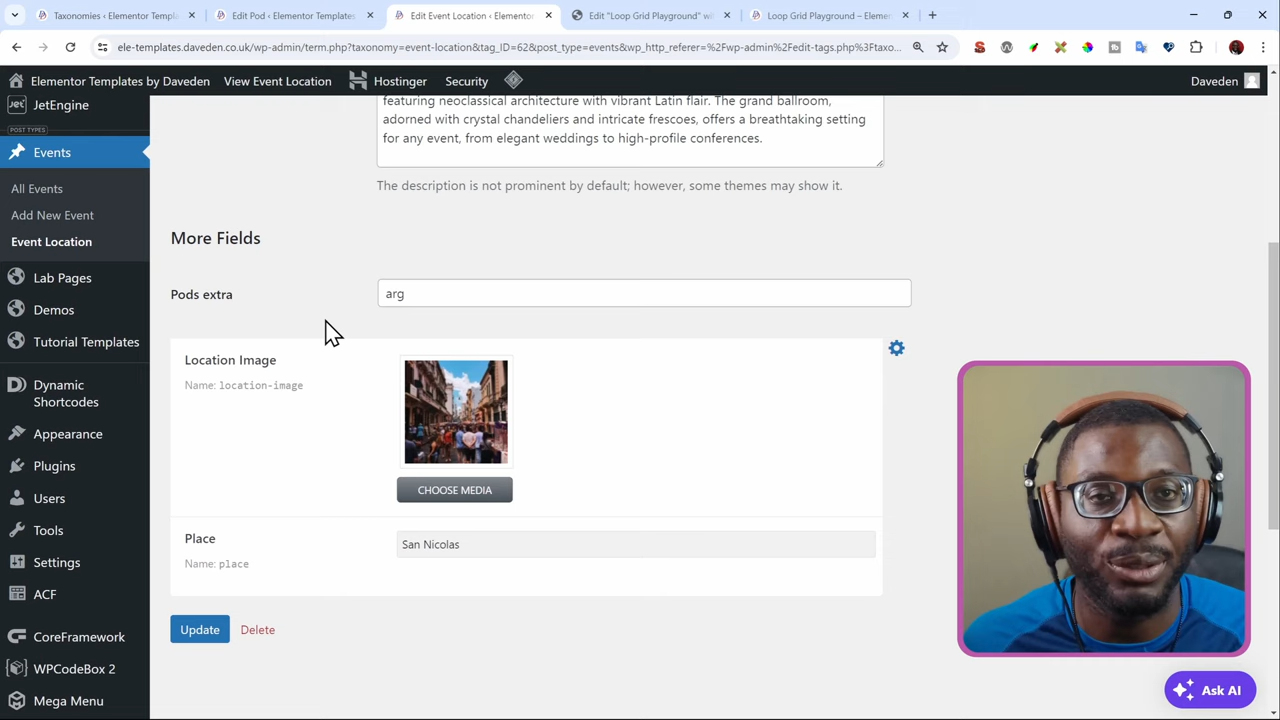 Taxonomies ‹ Elementor Templ
Edit Pod ‹ Elementor Templates
Edit Event Location ‹ Elementor
Edit "Loop Grid Playground" wi
Loop Grid Playground – Elemen
ele-templates.daveden.co.uk/wp-admin/term.php?taxonomy=event-location&tag_ID=62&post_type=events&wp_http_referer=%2Fwp-admin%2Fedit-tags.php%3Ftaxo...
Elementor Templates by Daveden
View Event Location
Hostinger
Security
Daveden
JetEngine
POST TYPES
Events
All Events
Add New Event
Event Location
Lab Pages
Demos
Tutorial Templates
Dynamic
Shortcodes
Appearance
Plugins
Users
Tools
Settings
ACF
CoreFramework
WPCodeBox 2
Mega Menu
featuring neoclassical architecture with vibrant Latin flair. The grand ballroom,
adorned with crystal chandeliers and intricate frescoes, offers a breathtaking setting
for any event, from elegant weddings to high-profile conferences.
The description is not prominent by default; however, some themes may show it.
More Fields
Pods extra
arg
Location Image
Name: location-image
CHOOSE MEDIA
Place
San Nicolas
Name: place
Update
Delete
Ask AI